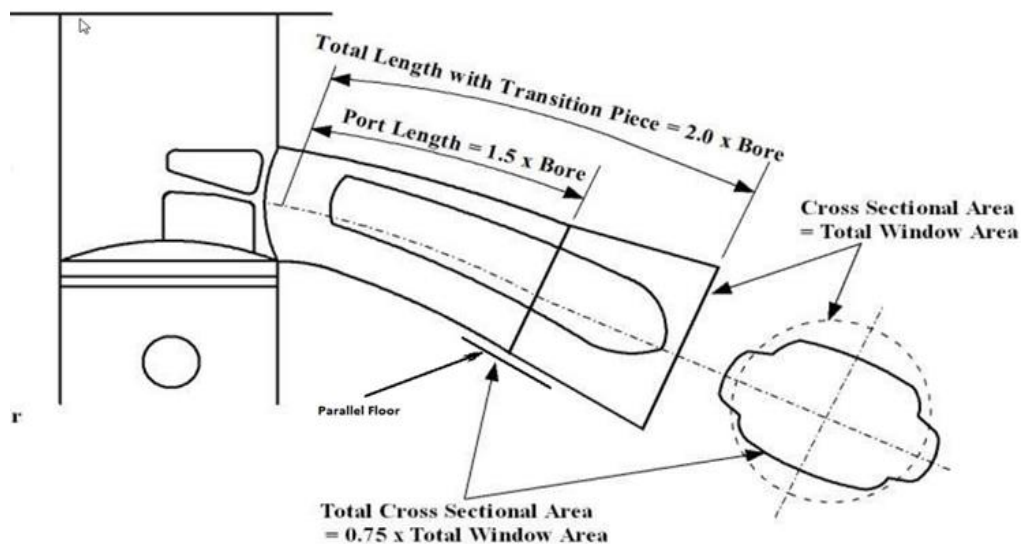 Total Length with Transition Piece = 2.0 x Bore
Port Length = 1.5 x Bore
Cross Sectional Area
= Total Window Area
Parallel Floor
r
Total Cross Sectional Area
= 0.75 x Total Window Area